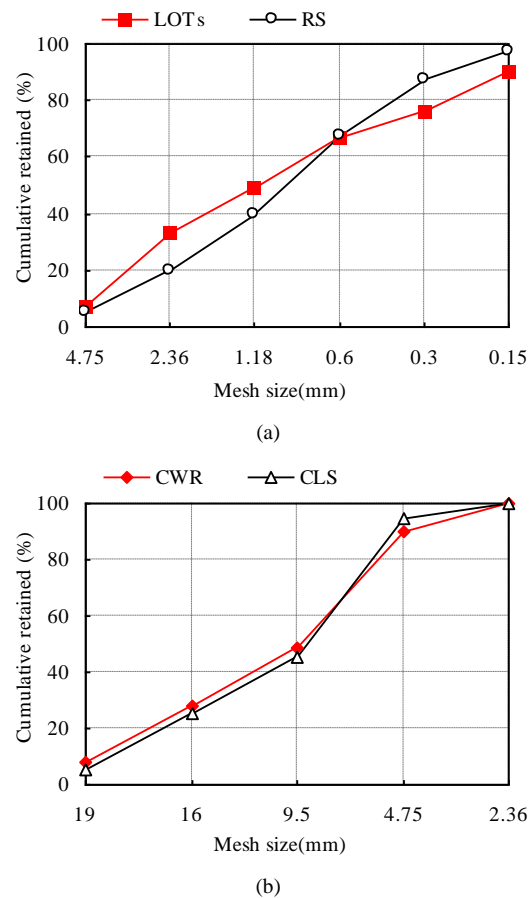 LOTs RS
100
80
60
40
20
0
Cumulative retained (%)
4.75 2.36 1.18 0.6 0.3 0.15
Mesh size(mm)
(a)
CWR CLS
100
80
60
40
20
0
Cumulative retained (%)
19 16 9.5 4.75 2.36
Mesh size(mm)
(b)